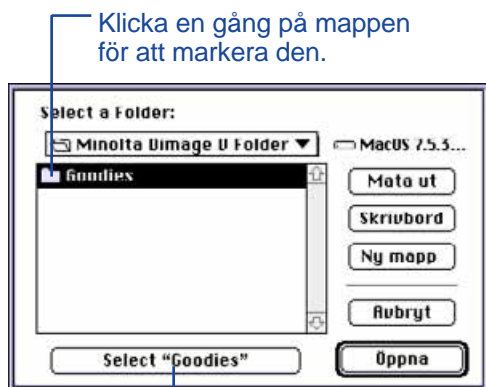 Klicka en gång på mappen
för att markera den.
Select a Folder:
Minolta Dimage V Folder
MacOS 7.5.3...
Goodies
Mata ut
Skrivbord
Ny mapp
Avbryt
Select “Goodies”
Öppna